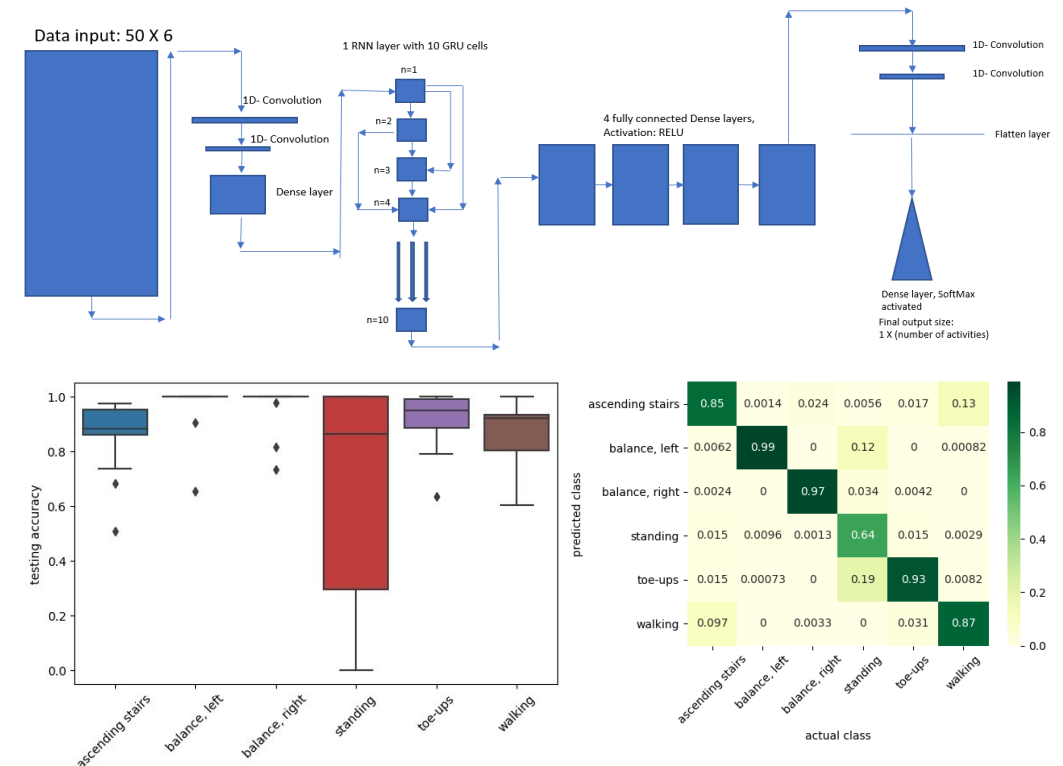 Data input: 50 X 6
1D- Convolution
1D- Convolution
Dense layer
1 RNN layer with 10 GRU cells
n=1
n=2
n=3
n=4
n=10
4 fully connected Dense layers,
Activation: RELU
1D- Convolution
1D- Convolution
Flatten layer
Dense layer, SoftMax
activated
Final output size:
1 X (number of activities)
testing accuracy
1.0
0.8
0.6
0.4
0.2
0.0
ascending stairs
balance, left
balance, right
standing
toe-ups
walking
predicted class
ascending stairs 0.85 0.0014 0.024 0.0056 0.017 0.13
balance, left 0.0062 0.99 0 0.12 0 0.00082
balance, right 0.0024 0 0.97 0.034 0.0042 0
standing 0.015 0.0096 0.0013 0.64 0.015 0.0029
toe-ups 0.015 0.00073 0 0.19 0.93 0.0082
walking 0.097 0 0.0033 0 0.031 0.87
ascending stairs
balance, left
balance, right
standing
toe-ups
walking
actual class
0.8
0.6
0.4
0.2
0.0